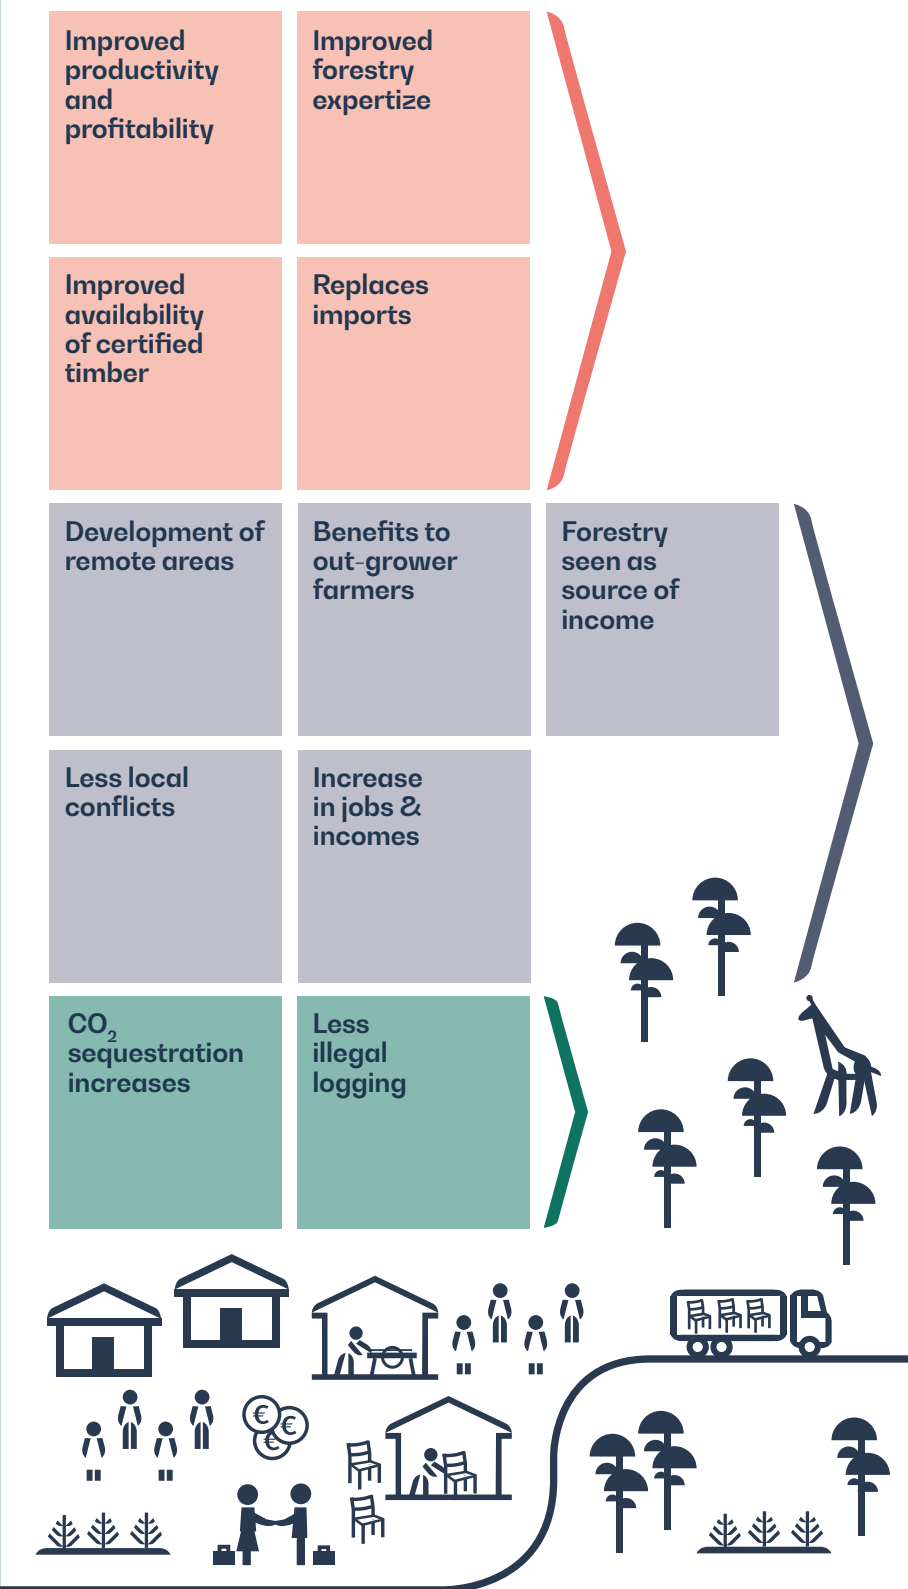 Improved
productivity
and
profitability
Improved
forestry
expertize
Improved
availability
of certified
timber
Replaces
imports
Development of
remote areas
Benefits to
out-grower
farmers
Forestry
seen as
source of
income
Less local
conflicts
Increase
in jobs &
incomes
CO₂
sequestration
increases
Less
illegal
logging
€
€
€